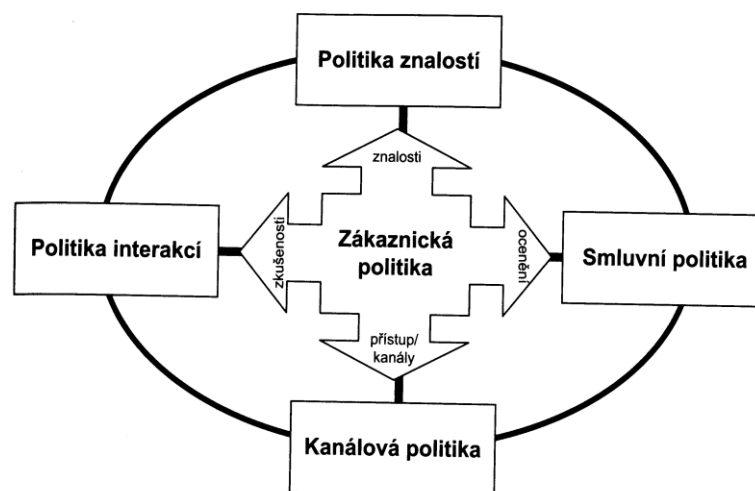 Politika znalostí
znalosti
Politika interakcí
zkušenosti
Zákaznická
politika
ocenění
Smluvní politika
přístup/
kanály
Kanálová politika